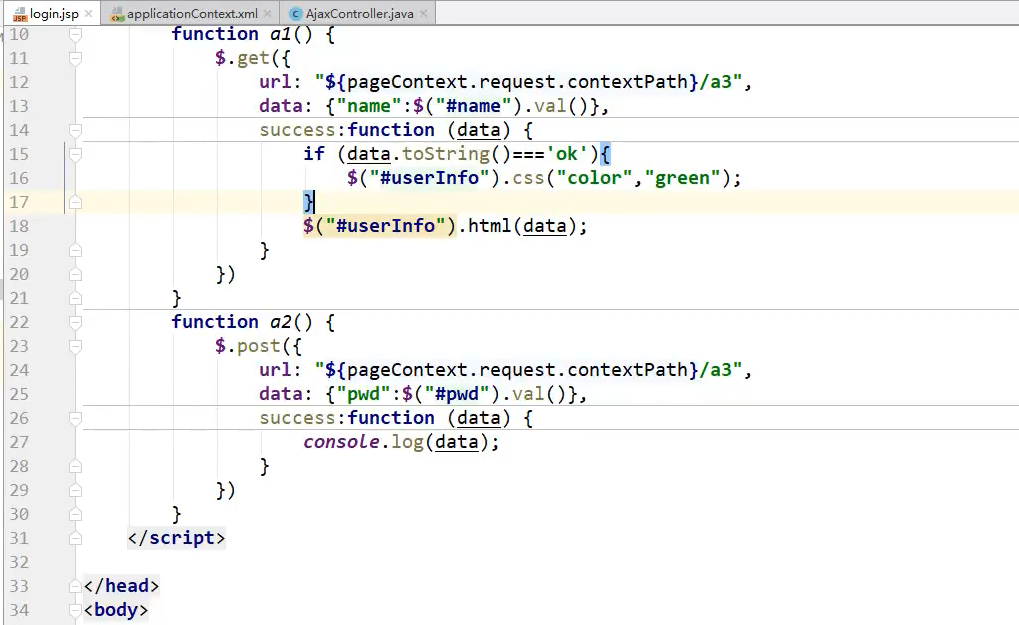 login.jsp applicationContext.xml AjaxController.java
10 function a1() {
11 $.get({
12 url: "${pageContext.request.contextPath}/a3",
13 data: {"name":$("#name").val()},
14 success:function (data) {
15 if (data.toString()==='ok'){
16 $("#userInfo").css("color","green");
17 }
18 $("#userInfo").html(data);
19 }
20 })
21 }
22 function a2() {
23 $.post({
24 url: "${pageContext.request.contextPath}/a3",
25 data: {"pwd":$("#pwd").val()},
26 success:function (data) {
27 console.log(data);
28 }
29 })
30 }
31 </script>
32
33 </head>
34 <body>